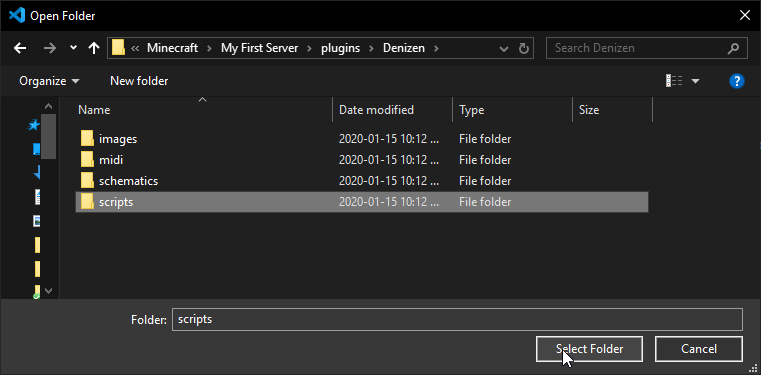 Open Folder
« Minecraft > My First Server > plugins > Denizen >
Search Denizen
Organize
New folder
Name Date modified Type Size
images 2020-01-15 10:12 ... File folder
midi 2020-01-15 10:12 ... File folder
schematics 2020-01-15 10:12 ... File folder
scripts 2020-01-15 10:12 ... File folder
Folder: scripts
Select Folder Cancel